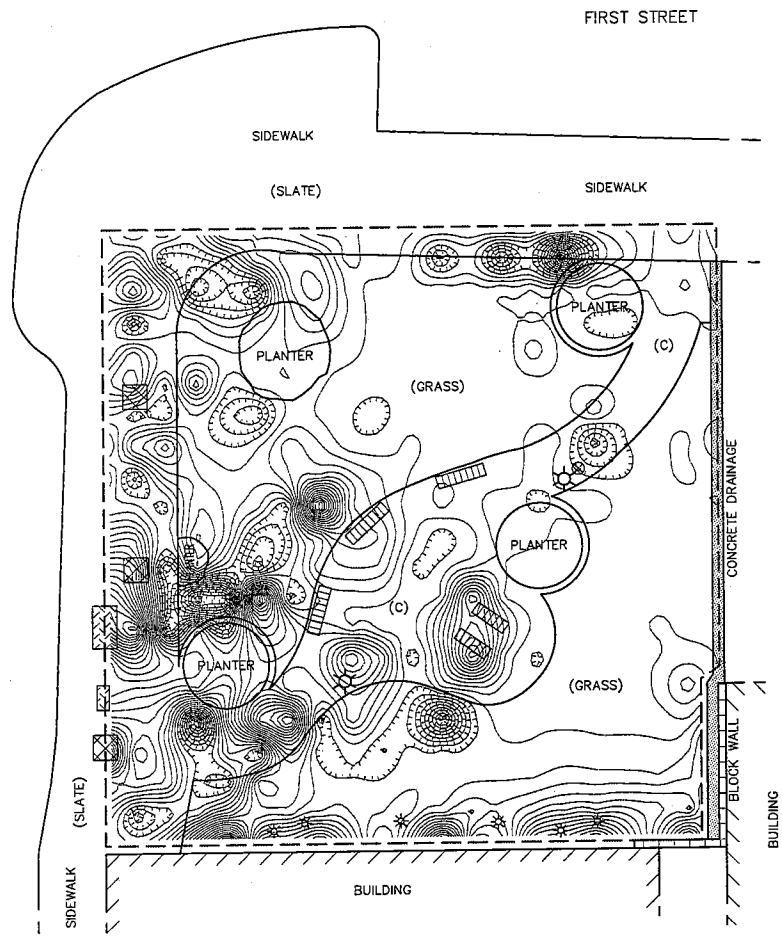 FIRST STREET
SIDEWALK
(SLATE)
SIDEWALK
PLANTER
PLANTER
(C)
(GRASS)
CONCRETE DRAINAGE
PLANTER
(C)
PLANTER
(GRASS)
BLOCK WALL
BUILDING
(SLATE)
SIDEWALK
BUILDING